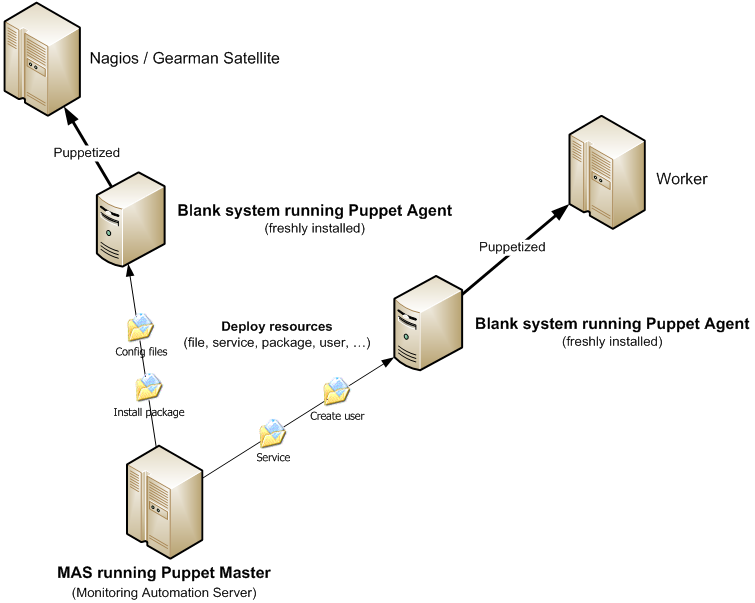 Nagios / Gearman Satellite
Puppetized
Worker
Blank system running Puppet Agent
(freshly installed)
Puppetized
Deploy resources
(file, service, package, user, …)
Blank system running Puppet Agent
(freshly installed)
Config files
Install package
Create user
Service
MAS running Puppet Master
(Monitoring Automation Server)